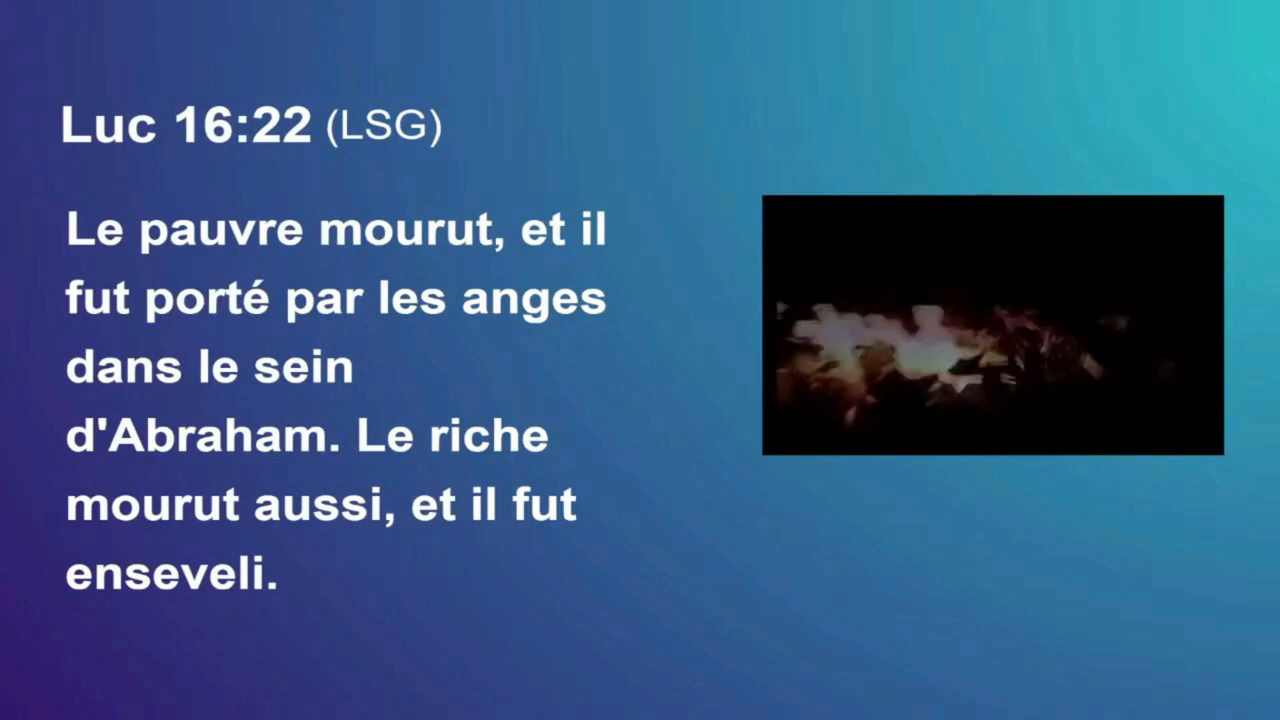 Luc 16:22 (LSG)
Le pauvre mourut, et il
fut porté par les anges
dans le sein
d'Abraham. Le riche
mourut aussi, et il fut
enseveli.